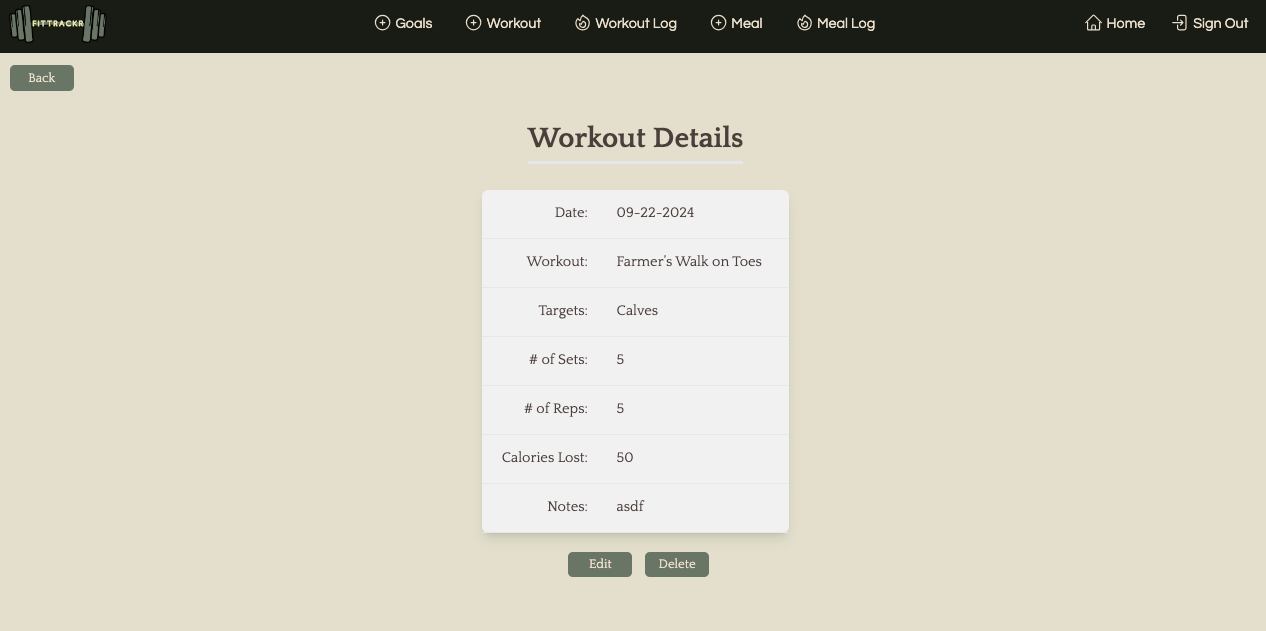 FITTRACKR
Goals
Workout
Workout Log
Meal
Meal Log
Home
Sign Out
Back
Workout Details
Date: 09-22-2024
Workout: Farmer's Walk on Toes
Targets: Calves
# of Sets: 5
# of Reps: 5
Calories Lost: 50
Notes: asdf
Edit
Delete